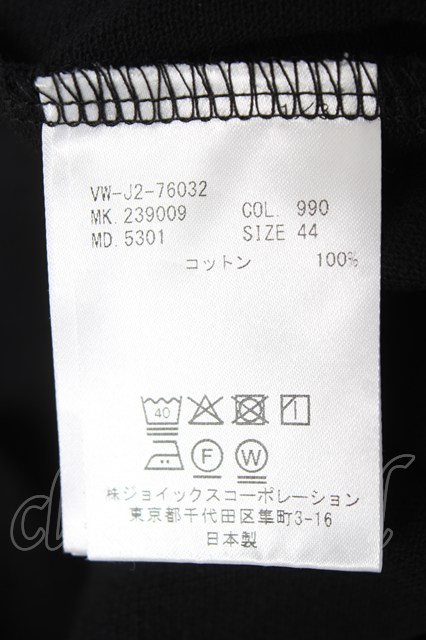 VW-J2-76032
MK. 239009 COL. 990
MD. 5301 SIZE 44
コットン 100%
40
F W
株ジョイックスコーポレーション
東京都千代田区隼町3-16
日本製